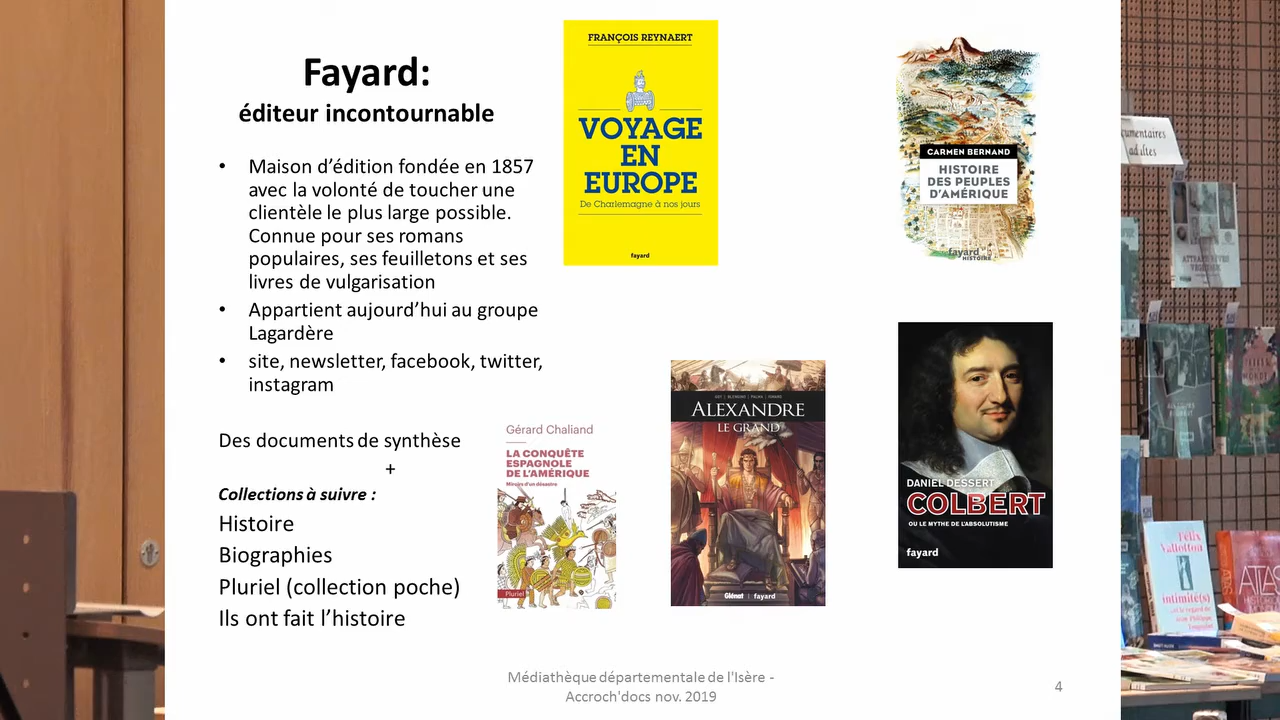 Fayard:
éditeur incontournable
• Maison d’édition fondée en 1857
avec la volonté de toucher une
clientèle le plus large possible.
Connue pour ses romans
populaires, ses feuilletons et ses
livres de vulgarisation
• Appartient aujourd’hui au groupe
Lagardère
• site, newsletter, facebook, twitter,
instagram
Des documents de synthèse
+
Collections à suivre :
Histoire
Biographies
Pluriel (collection poche)
Ils ont fait l’histoire
FRANÇOIS REYNAERT
VOYAGE
EN
EUROPE
De Charlemagne à nos jours
fayard
CARMEN BERNAND
HISTOIRE
DES PEUPLES
D’AMÉRIQUE
fayard
HISTOIRE
Gérard Chaliand
LA CONQUÊTE
ESPAGNOLE
DE L’AMÉRIQUE
Miroirs d’un désastre
Pluriel
ALEXANDRE
LE GRAND
Glénat fayard
DANIEL DESSERT
COLBERT
OU LE MYTHE DE L’ABSOLUTISME
fayard
Médiathèque départementale de l'Isère -
Accroch'docs nov. 2019
4
Félix
Vallotton
intimité(s)